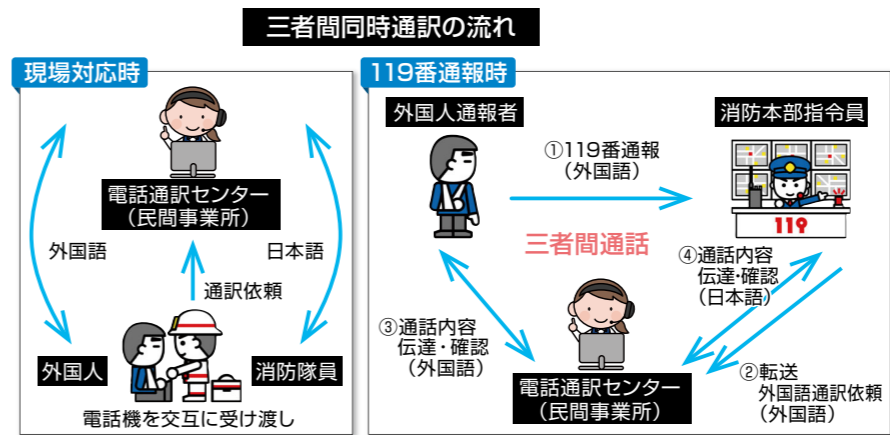 三者間同時通訳の流れ
現場対応時
電話通訳センター
（民間事業所）
外国語
日本語
通訳依頼
外国人
消防隊員
電話機を交互に受け渡し
119番通報時
外国人通報者
消防本部指令員
①119番通報
（外国語）
119
三者間通話
④通話内容
伝達・確認
（日本語）
③通話内容
伝達・確認
（外国語）
電話通訳センター
（民間事業所）
②転送
外国語通訳依頼
（外国語）